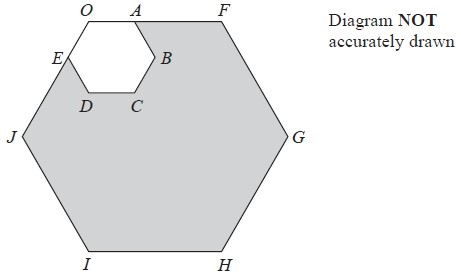 O A F
Diagram NOT
accurately drawn
E B
D C
J G
I H